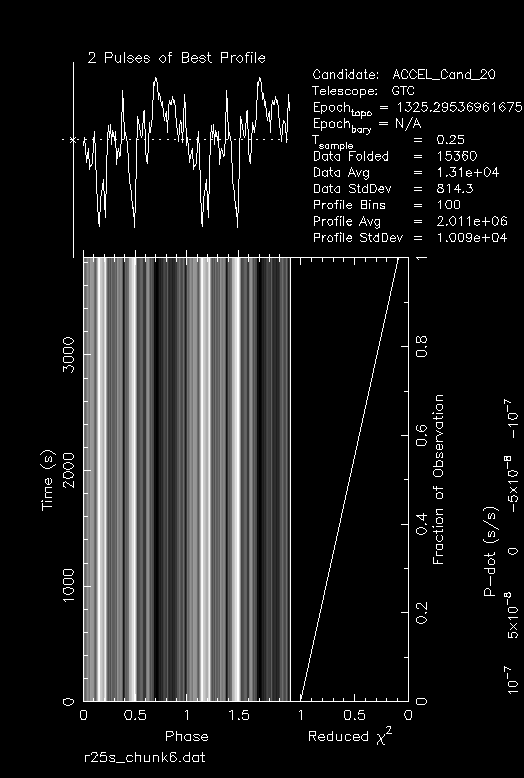 2 Pulses of Best Profile
Candidate: ACCEL_Cand_20
Telescope: GTC
Epoch_topo = 1325.29536961675
Epoch_bary = N/A
T_sample = 0.25
Data Folded = 15360
Data Avg = 1.31e+04
Data StdDev = 814.3
Profile Bins = 100
Profile Avg = 2.011e+06
Profile StdDev = 1.009e+04
Time (s)
0 1000 2000 3000
0 0.5 1 1.5
Phase
1 0.5 0
Reduced χ²
0 0.2 0.4 0.6 0.8 1
Fraction of Observation
P-dot (s/s)
10⁻⁷ 5×10⁻⁸ 0 −5×10⁻⁸ −10⁻⁷
r25s_chunk6.dat